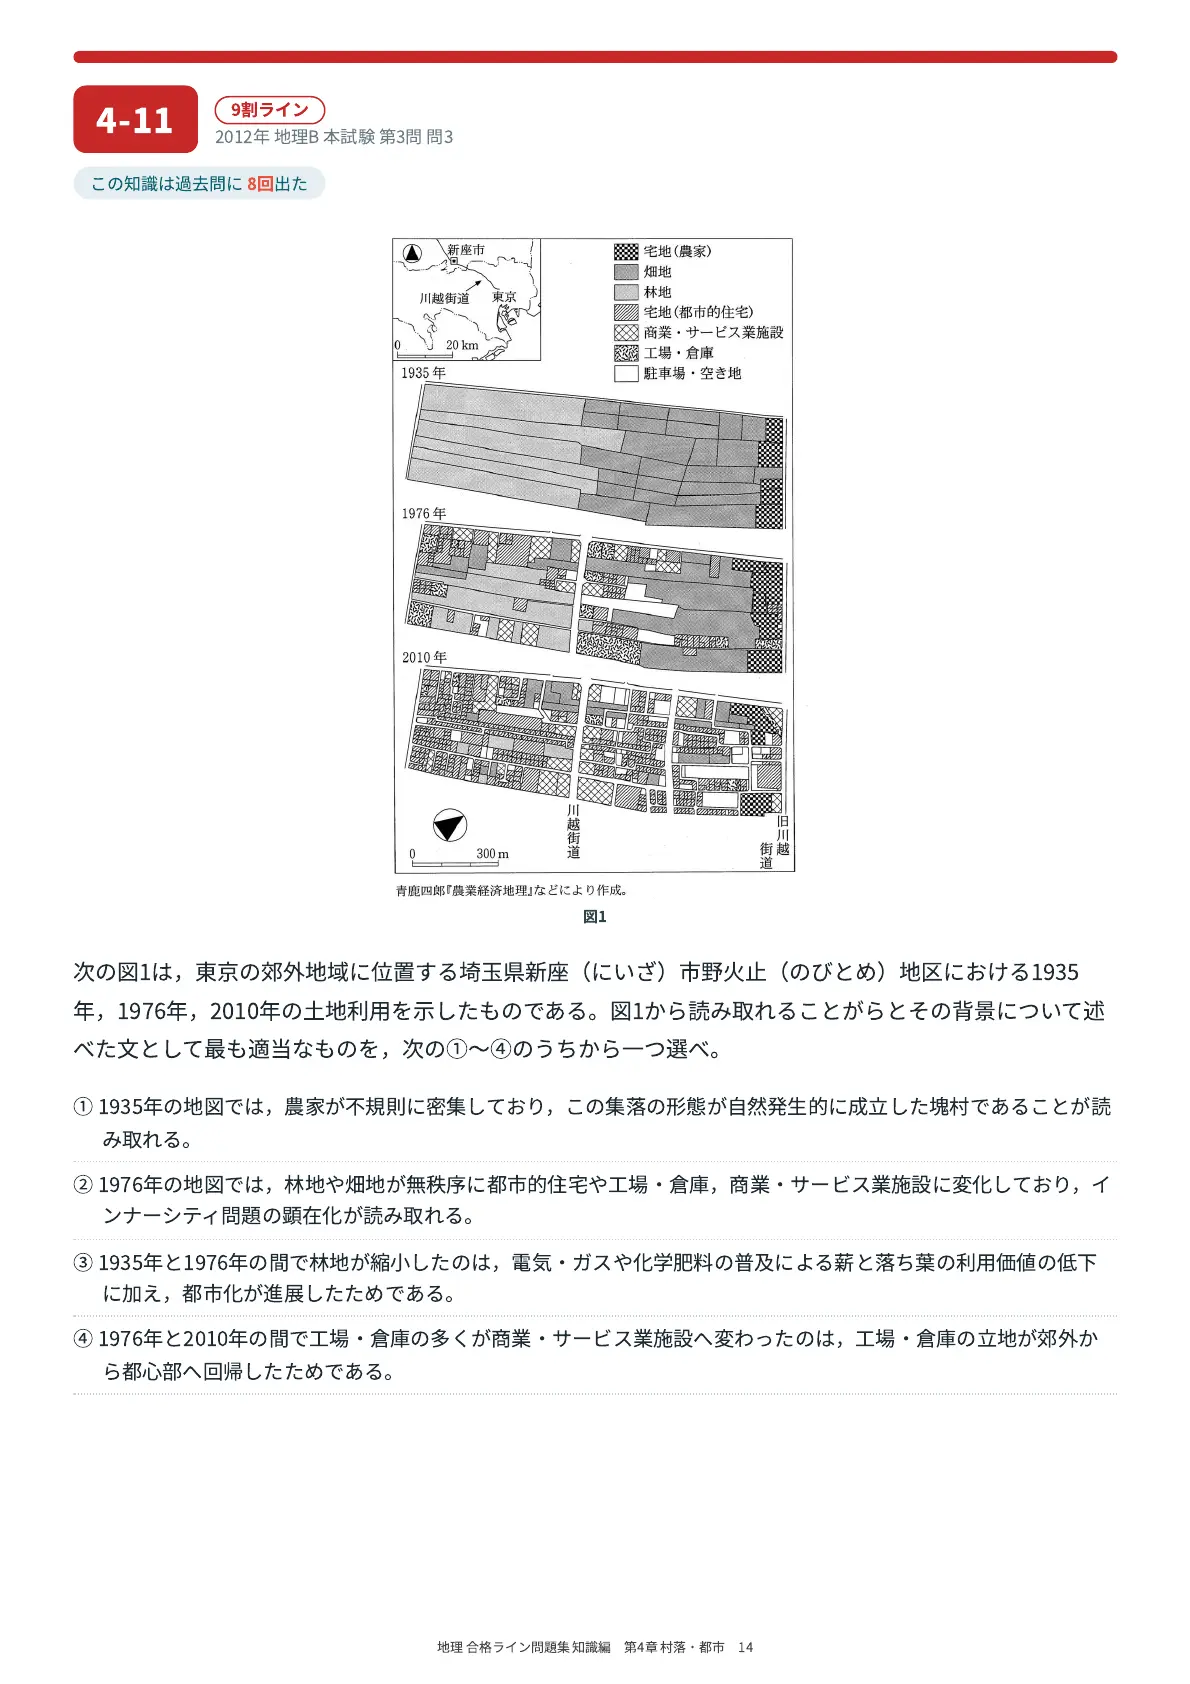 4-11
9割ライン
2012年 地理B 本試験 第3問 問3
この知識は過去問に 8回出た
新座市
川越街道
東京
0 20 km
宅地(農家)
畑地
林地
宅地(都市的住宅)
商業・サービス業施設
工場・倉庫
駐車場・空き地
1935年
1976年
2010年
0 300 m
川越街道
旧川越街道
青鹿四郎『農業経済地理』などにより作成。
図1
次の図1は，東京の郊外地域に位置する埼玉県新座（にいざ）市野火止（のびとめ）地区における1935
年，1976年，2010年の土地利用を示したものである。図1から読み取れることがらとその背景について述
べた文として最も適当なものを，次の①〜④のうちから一つ選べ。
① 1935年の地図では，農家が不規則に密集しており，この集落の形態が自然発生的に成立した塊村であることが読
み取れる。
② 1976年の地図では，林地や畑地が無秩序に都市的住宅や工場・倉庫，商業・サービス業施設に変化しており，イ
ンナーシティ問題の顕在化が読み取れる。
③ 1935年と1976年の間で林地が縮小したのは，電気・ガスや化学肥料の普及による薪と落ち葉の利用価値の低下
に加え，都市化が進展したためである。
④ 1976年と2010年の間で工場・倉庫の多くが商業・サービス業施設へ変わったのは，工場・倉庫の立地が郊外か
ら都心部へ回帰したためである。
地理 合格ライン問題集 知識編　第4章 村落・都市　14